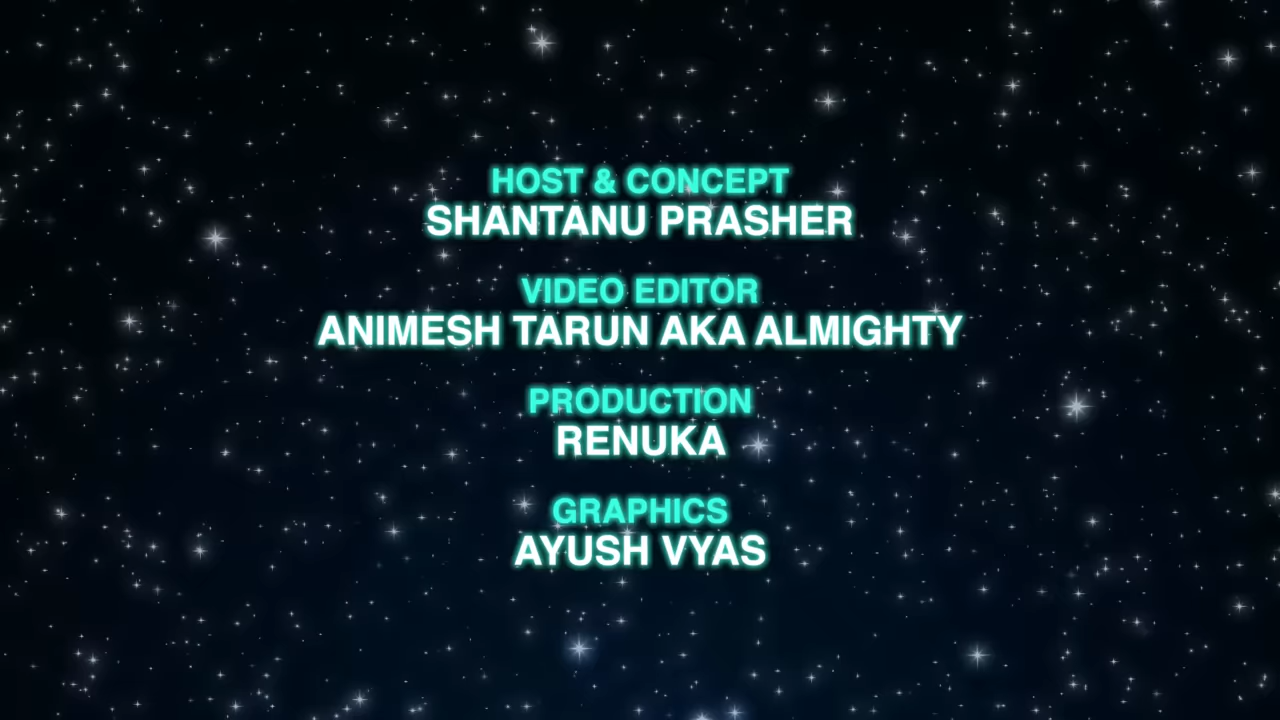 HOST & CONCEPT
SHANTANU PRASHER
VIDEO EDITOR
ANIMESH TARUN AKA ALMIGHTY
PRODUCTION
RENUKA
GRAPHICS
AYUSH VYAS